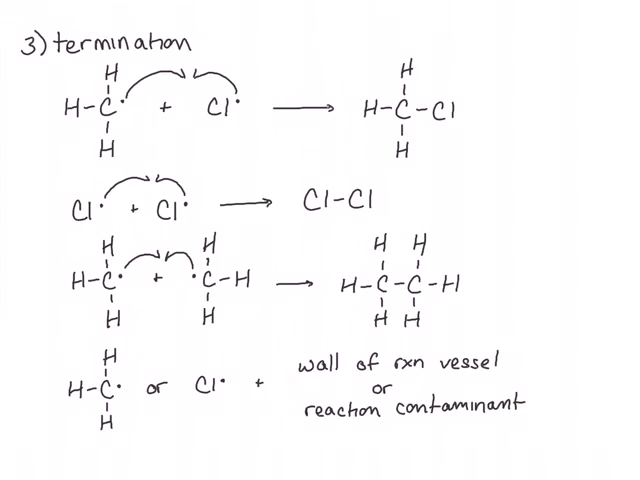 3) termination
H
H-C· + Cl· → H-C-Cl
H
H
H
Cl· + Cl· → Cl-Cl
H H H H
H-C· + ·C-H → H-C-C-H
H H H H
H
H-C· or Cl· + wall of rxn vessel
or
reaction contaminant
H